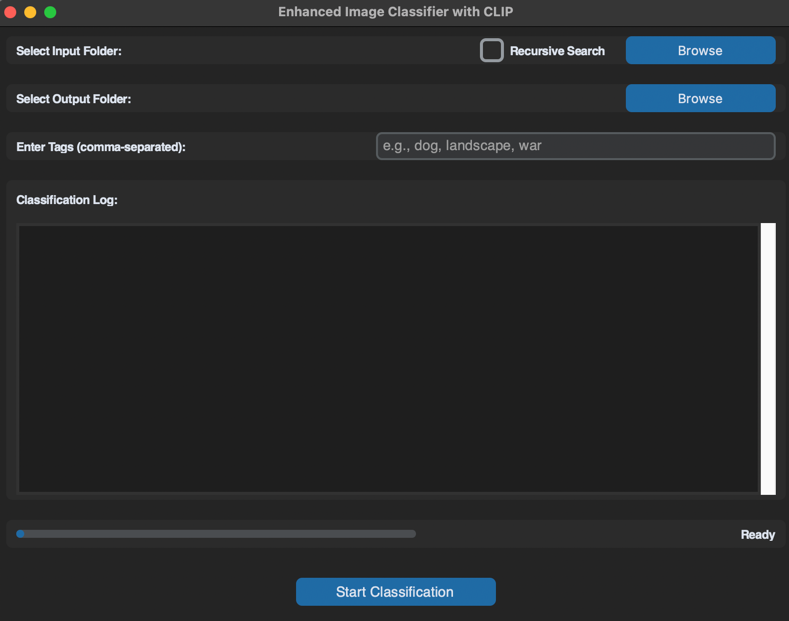 Enhanced Image Classifier with CLIP
Select Input Folder: Recursive Search Browse
Select Output Folder: Browse
Enter Tags (comma-separated): e.g., dog, landscape, war
Classification Log:
Ready
Start Classification